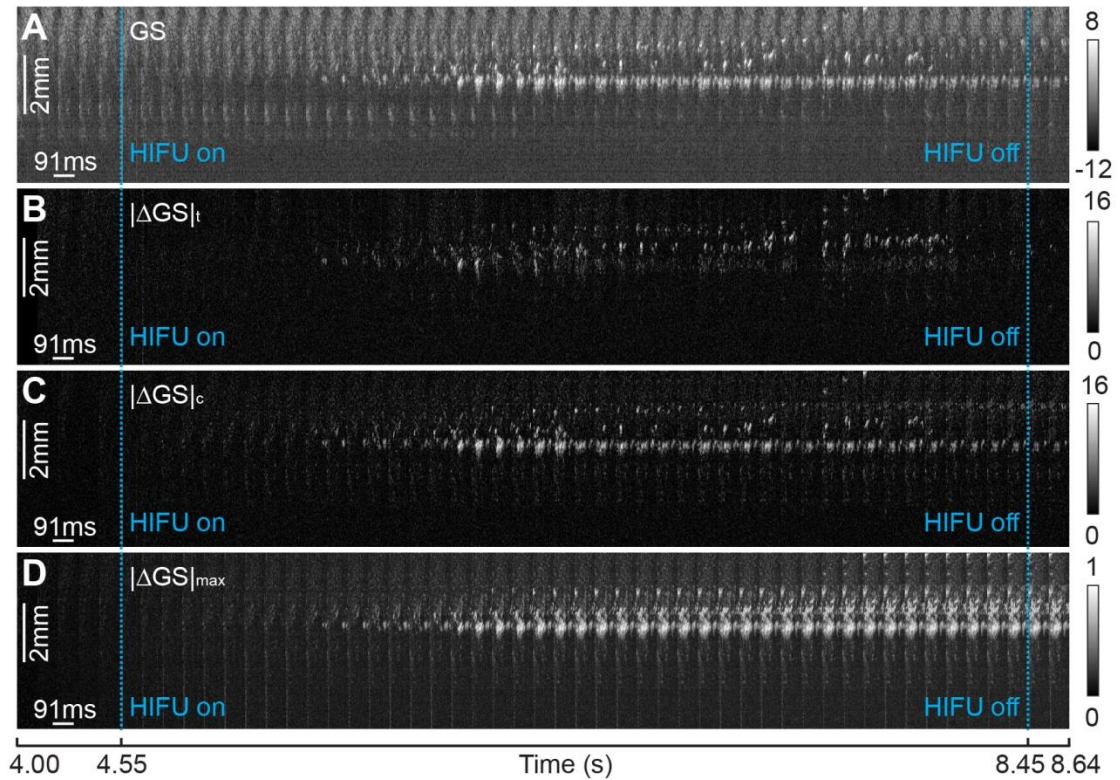 A
GS
8
2mm
HIFU on
HIFU off
91ms
-12
B
|ΔGS|t
16
2mm
HIFU on
HIFU off
91ms
0
C
|ΔGS|c
16
2mm
HIFU on
HIFU off
91ms
0
D
|ΔGS|max
1
2mm
HIFU on
HIFU off
91ms
0
4.00 4.55 Time (s) 8.45 8.64